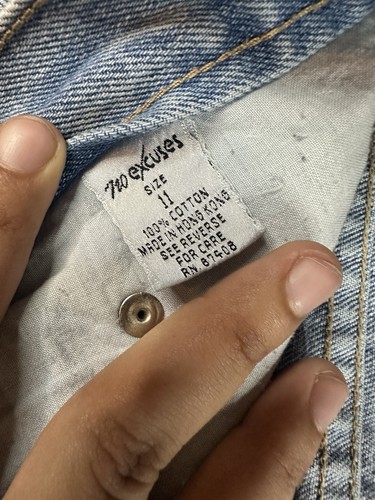 no excuses
SIZE
11
100% COTTON
MADE IN HONG KONG
SEE REVERSE
FOR CARE
RN. 87408